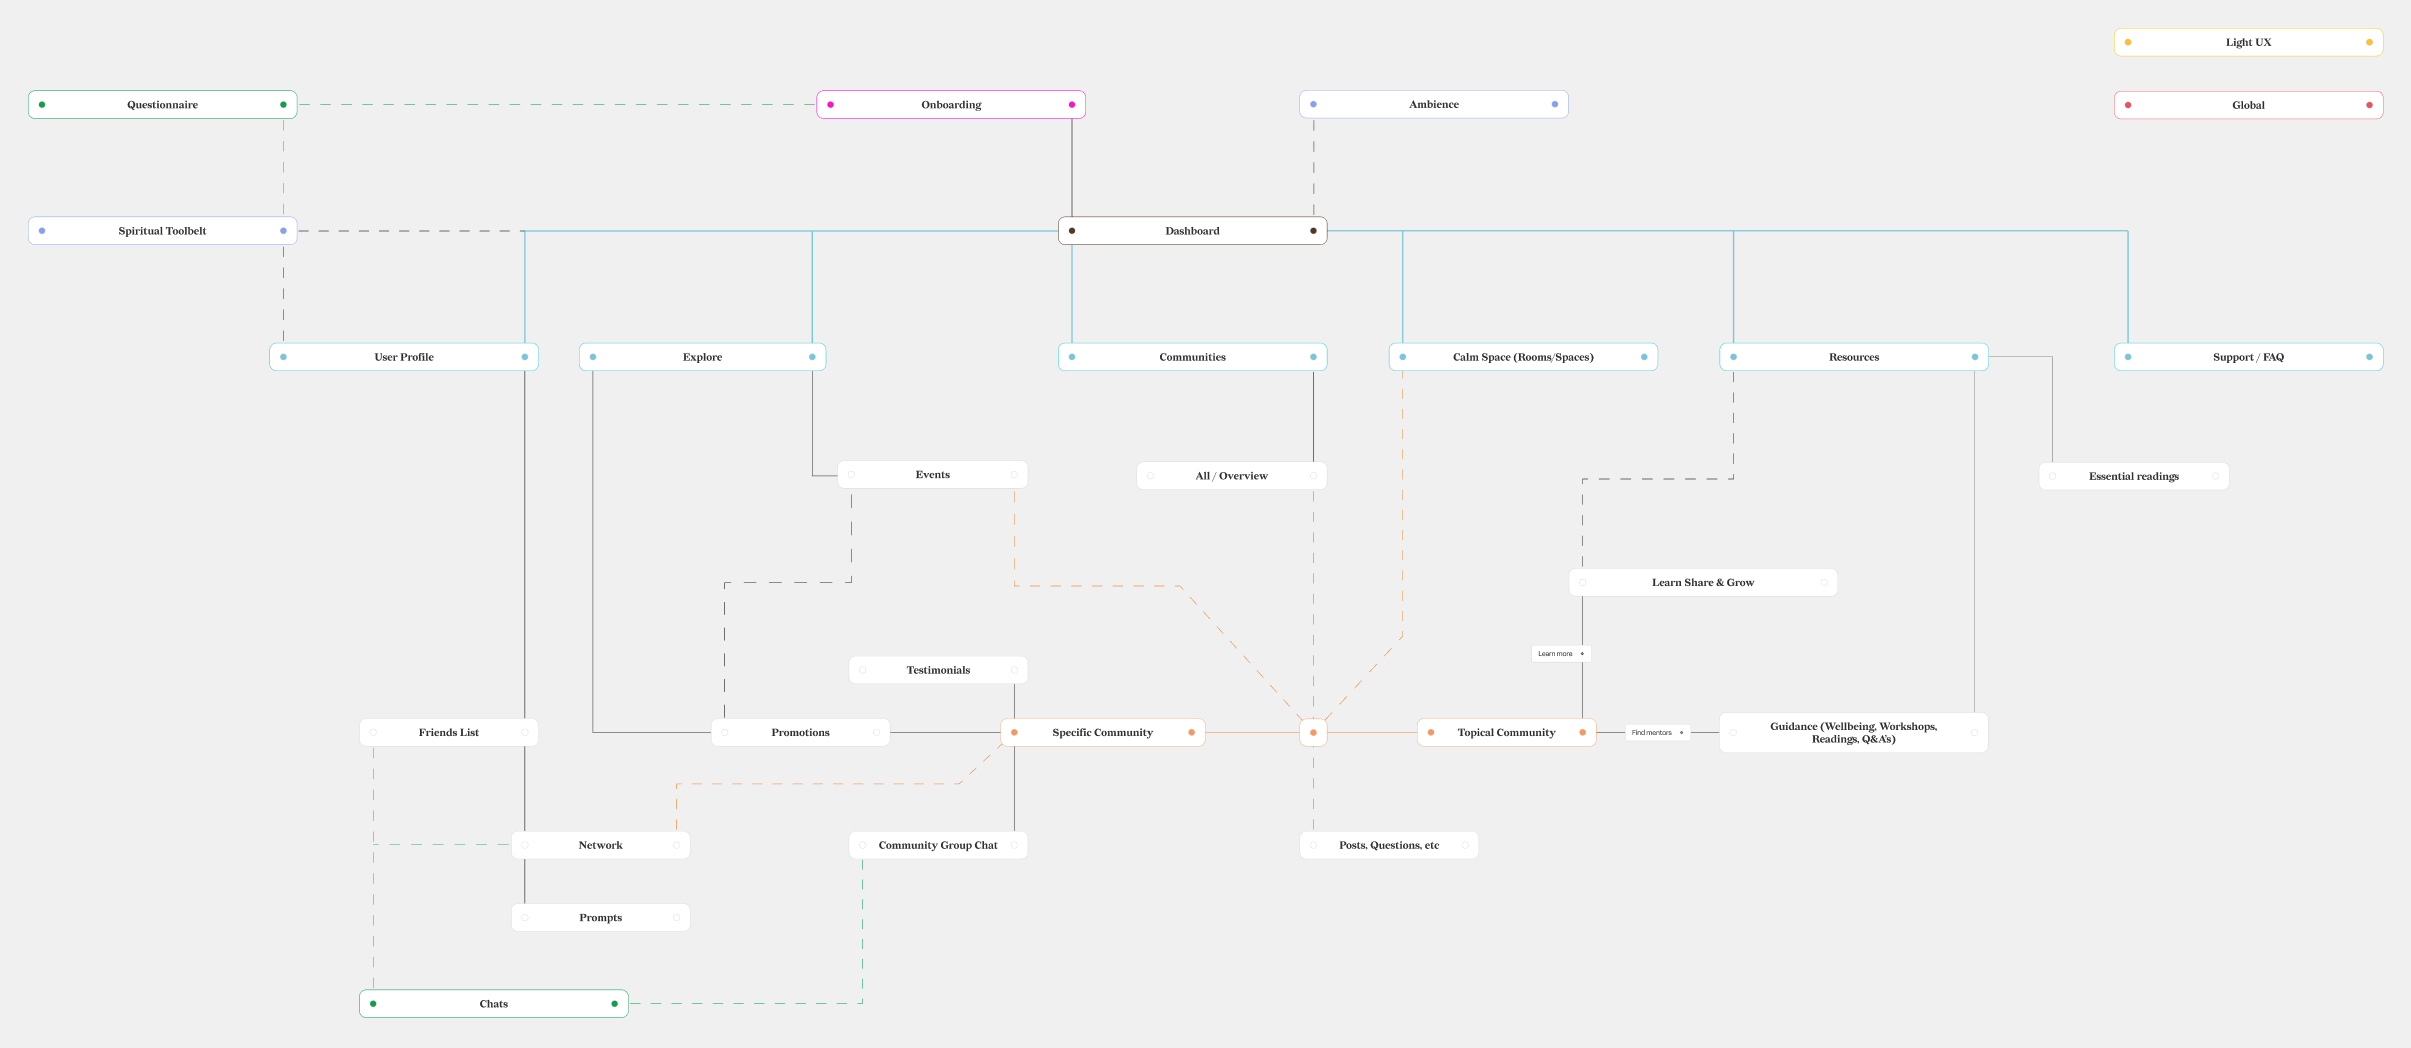 Light UX
Questionnaire
Onboarding
Ambience
Global
Spiritual Toolbelt
Dashboard
User Profile
Explore
Communities
Calm Space (Rooms/Spaces)
Resources
Support / FAQ
Events
All / Overview
Essential readings
Learn Share & Grow
Learn more
Testimonials
Friends List
Promotions
Specific Community
Topical Community
Find mentors
Guidance (Wellbeing, Workshops,
Readings, Q&A's)
Network
Community Group Chat
Posts, Questions, etc
Prompts
Chats